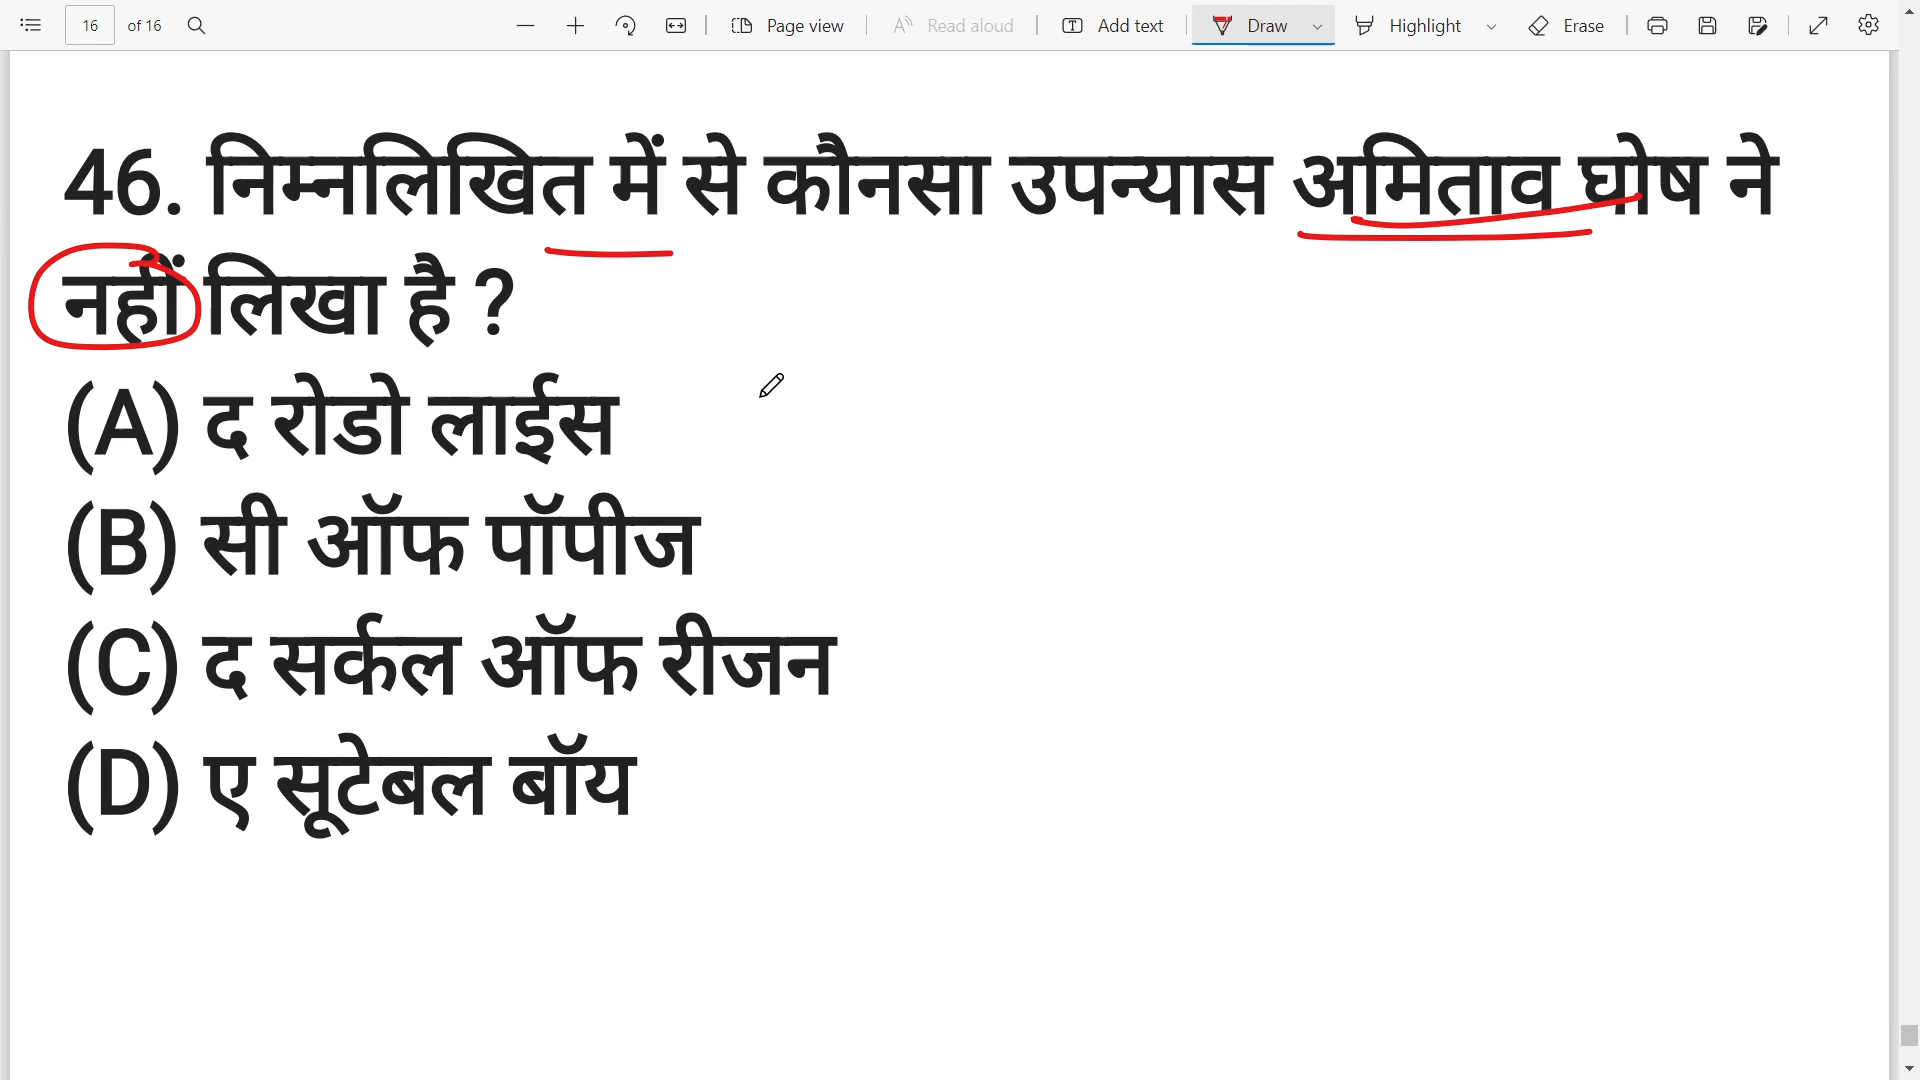 16 of 16 Page view Read aloud Add text Draw Highlight Erase
46. निम्नलिखित में से कौनसा उपन्यास अमिताव घोष ने
नहीं लिखा है ?
(A) द रोडो लाईस
(B) सी ऑफ पॉपीज
(C) द सर्कल ऑफ रीजन
(D) ए सूटेबल बॉय